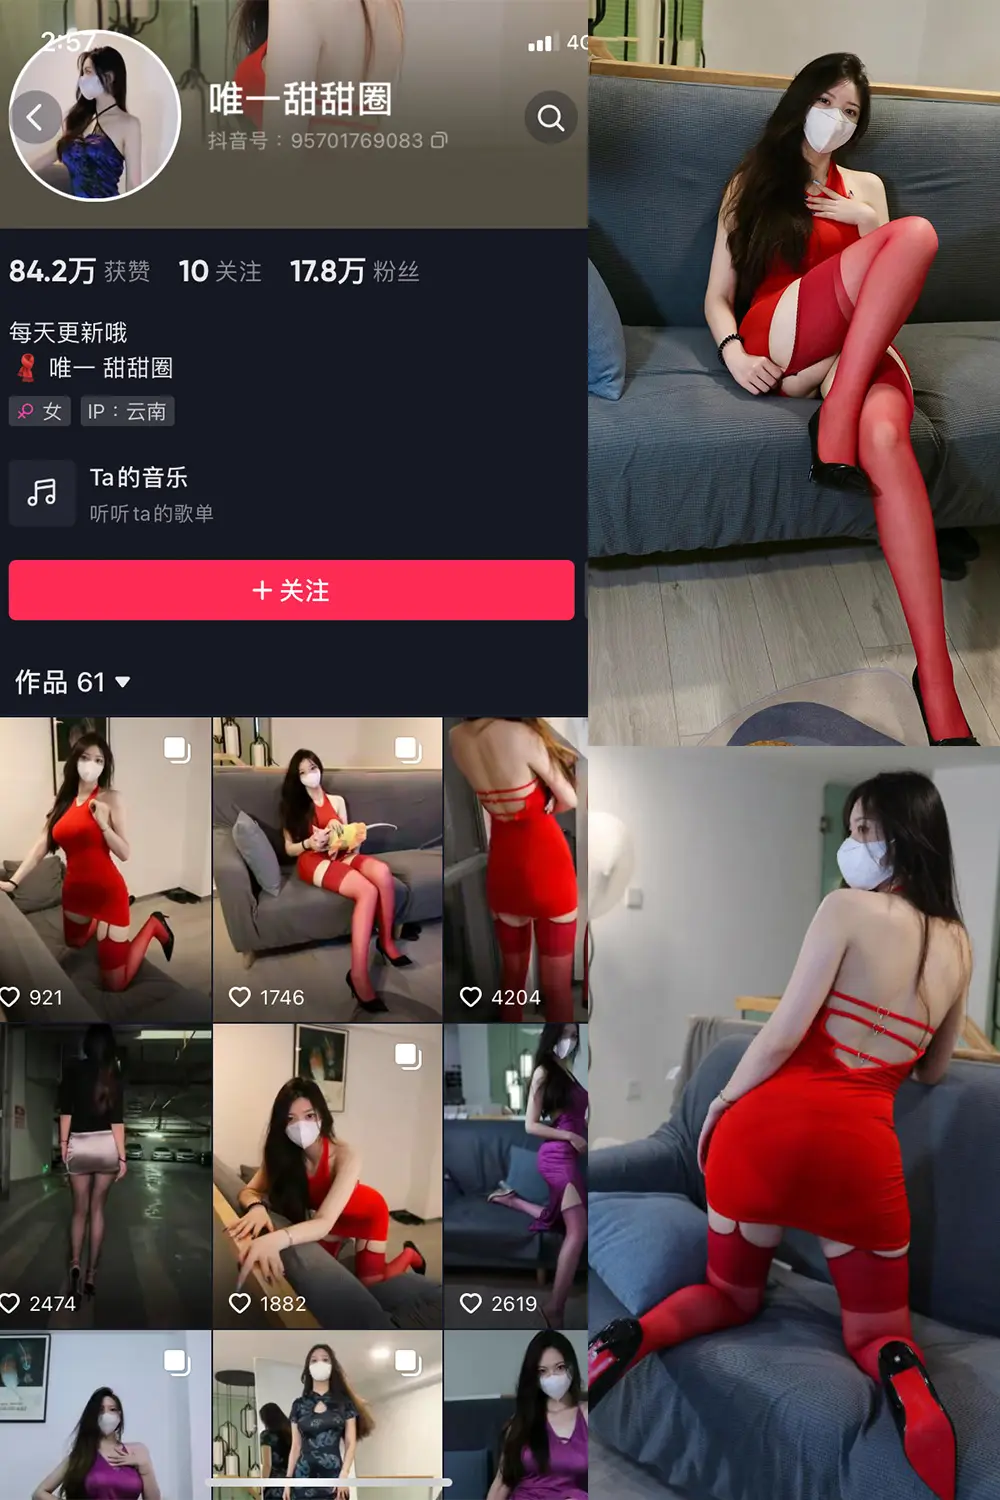 2:57
4G
唯一甜甜圈
抖音号：95701769083
84.2万 获赞 10 关注 17.8万 粉丝
每天更新哦
唯一 甜甜圈
女 IP：云南
Ta的音乐
听听ta的歌单
+ 关注
作品 61
921 1746 4204
2474 1882 2619